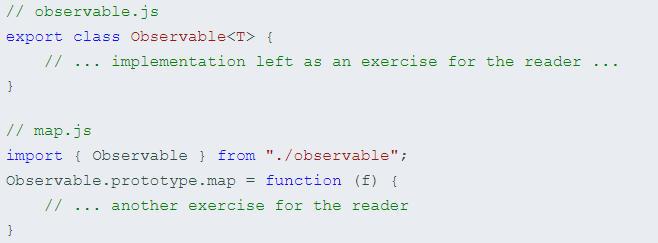 // observable.js
export class Observable<T> {
    // ... implementation left as an exercise for the reader ...
}

// map.js
import { Observable } from "./observable";
Observable.prototype.map = function (f) {
    // ... another exercise for the reader
}